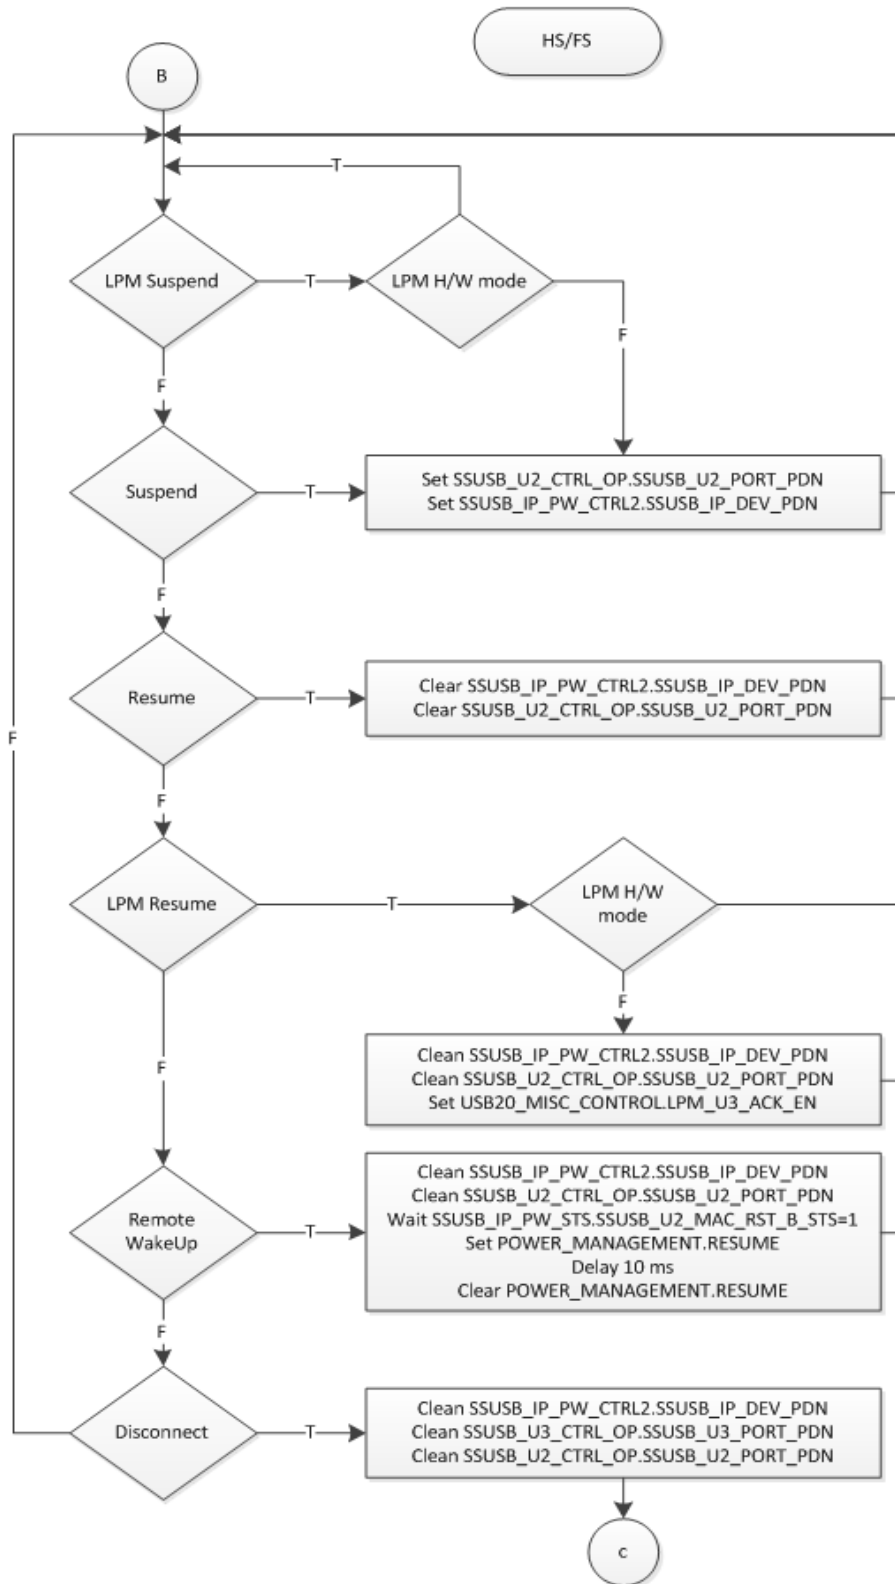 HS/FS
B
T
LPM Suspend
T
LPM H/W mode
F
F
Suspend
T
Set SSUSB_U2_CTRL_OP.SSUSB_U2_PORT_PDN
Set SSUSB_IP_PW_CTRL2.SSUSB_IP_DEV_PDN
F
Resume
T
Clear SSUSB_IP_PW_CTRL2.SSUSB_IP_DEV_PDN
Clear SSUSB_U2_CTRL_OP.SSUSB_U2_PORT_PDN
F
F
LPM Resume
T
LPM H/W
mode
F
Clean SSUSB_IP_PW_CTRL2.SSUSB_IP_DEV_PDN
Clean SSUSB_U2_CTRL_OP.SSUSB_U2_PORT_PDN
Set USB20_MISC_CONTROL.LPM_U3_ACK_EN
F
Remote
WakeUp
T
Clean SSUSB_IP_PW_CTRL2.SSUSB_IP_DEV_PDN
Clean SSUSB_U2_CTRL_OP.SSUSB_U2_PORT_PDN
Wait SSUSB_IP_PW_STS.SSUSB_U2_MAC_RST_B_STS=1
Set POWER_MANAGEMENT.RESUME
Delay 10 ms
Clear POWER_MANAGEMENT.RESUME
F
Disconnect
T
Clean SSUSB_IP_PW_CTRL2.SSUSB_IP_DEV_PDN
Clean SSUSB_U3_CTRL_OP.SSUSB_U3_PORT_PDN
Clean SSUSB_U2_CTRL_OP.SSUSB_U2_PORT_PDN
c